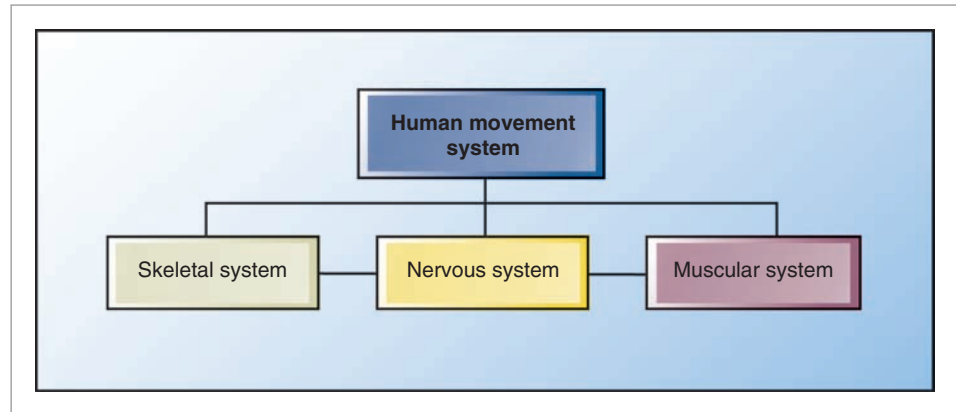 Human movement
system
Skeletal system
Nervous system
Muscular system